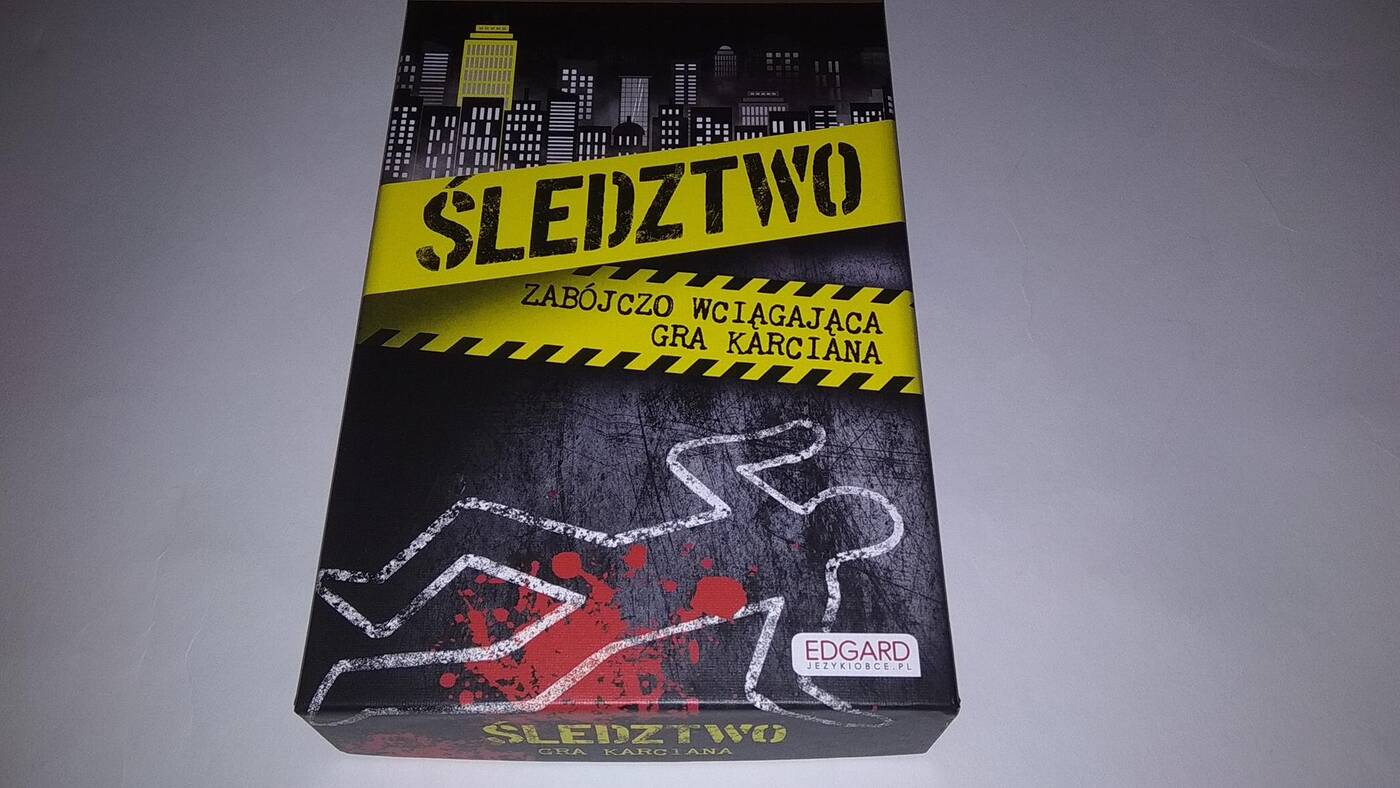 ŚLEDZTWO
ZABÓJCZO WCIĄGAJĄCA
GRA KARCIANA
EDGARD
JEZYKIOBCE.PL
ŚLEDZTWO
GRA KARCIANA